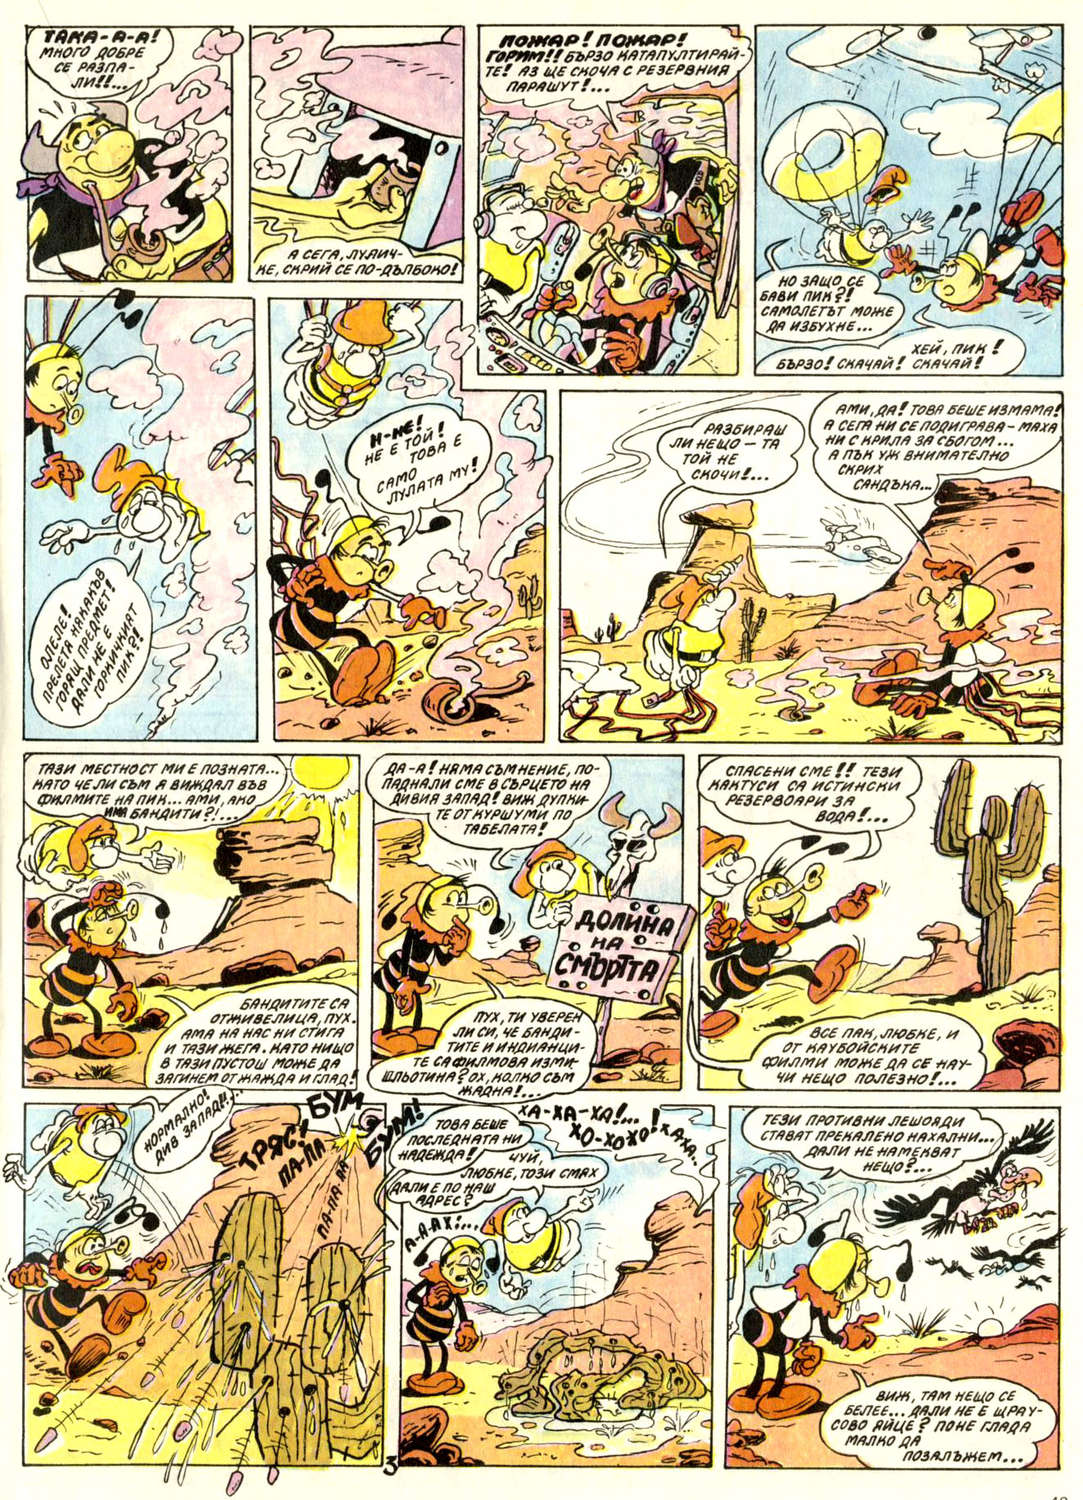 ТАКА-А-А!
МНОГО ДОБРЕ
СЕ РАЗПА-
ЛИ!!...
А СЕГА, ЛУЛИЧ-
КЕ, СКРИЙ СЕ ПО-ДЪЛБОКО!
ПОЖАР! ПОЖАР!
ГОРИМ!! БЪРЗО КАТАПУЛТИРАЙ-
ТЕ! АЗ ЩЕ СКОЧА С РЕЗЕРВНИЯ
ПАРАШУТ!...
НО ЗАЩО СЕ
БАВИ ПИК?!
САМОЛЕТЪТ МОЖЕ
ДА ИЗБУХНЕ...
ХЕЙ, ПИК!
БЪРЗО! СКАЧАЙ! СКАЧАЙ!
ОЛЕЛЕ!
ПРЕЛЕТЯ НЯКАКЪВ
ГОРЯЩ ПРЕДМЕТ!
ДАЛИ НЕ Е
ГОРКИЧКИЯТ
ПИК?!
Н-НЕ!
НЕ Е ТОЙ!
ТОВА Е
САМО
ЛУЛАТА МУ!
РАЗБИРАШ
ЛИ НЕЩО – ТА
ТОЙ НЕ
СКОЧИ!...
АМИ, ДА! ТОВА БЕШЕ ИЗМАМА!
А СЕГА НИ СЕ ПОДИГРАВА-МАХА
НИ С КРИЛА ЗА СБОГОМ...
А ПЪК УЖ ВНИМАТЕЛНО
СКРИХ
САНДЪКА...
ТАЗИ МЕСТНОСТ МИ Е ПОЗНАТА...
КАТО ЧЕ ЛИ СЪМ Я ВИЖДАЛ ВЪВ
ФИЛМИТЕ НА ПИК... АМИ, АКО
ИМА БАНДИТИ?!...
БАНДИТИТЕ СА
ОТЖИВЕЛИЦА, ПУХ.
АМА НА НАС НИ СТИГА
И ТАЗИ ЖЕГА. КАТО НИЩО
В ТАЗИ ПУСТОШ МОЖЕ ДА
ЗАГИНЕМ ОТ ЖАЖДА И ГЛАД!
ДА-А! НЯМА СЪМНЕНИЕ, ПО-
ПАДНАЛИ СМЕ В СЪРЦЕТО НА
ДИВИЯ ЗАПАД! ВИЖ ДУПКИ-
ТЕ ОТ КУРШУМИ ПО
ТАБЕЛАТА!
ДОЛИНА
НА
СМЪРТТА
ПУХ, ТИ УВЕРЕН
ЛИ СИ, ЧЕ БАНДИ-
ТИТЕ И ИНДИАНЦИ-
ТЕ СА ФИЛМОВА ИЗМИ-
ШЛЬОТИНА? ОХ, КОЛКО СЪМ
ЖАДНА!...
СПАСЕНИ СМЕ!! ТЕЗИ
КАКТУСИ СА ИСТИНСКИ
РЕЗЕРВОАРИ ЗА
ВОДА!...
ВСЕ ПАК, ЛЮБКЕ, И
ОТ КАУБОЙСКИТЕ
ФИЛМИ МОЖЕ ДА СЕ НАУ-
ЧИ НЕЩО ПОЛЕЗНО!...
НОРМАЛНО!
ДИВ ЗАПАД!!...
ТРЯС!
ПА-ПА
БУМ
БУМ!
ПА-ПА-ПА
ТОВА БЕШЕ
ПОСЛЕДНАТА НИ
НАДЕЖДА!
ЧУЙ,
ЛЮБКЕ, ТОЗИ СМЯХ
ДАЛИ Е ПО НАШ
АДРЕС?
А-А-АХ!...
ХА-ХА-ХА!...
ХО-ХОХО!
ХАХА...
ТЕЗИ ПРОТИВНИ ЛЕШОЯДИ
СТАВАТ ПРЕКАЛЕНО НАХАЛНИ...
ДАЛИ НЕ НАМЕКВАТ
НЕЩО?...
ВИЖ, ТАМ НЕЩО СЕ
БЕЛЕЕ... ДАЛИ НЕ Е ЩРАУ-
СОВО ЯЙЦЕ? ПОНЕ ГЛАДА
МАЛКО ДА
ПОЗАЛЪЖЕМ...
3